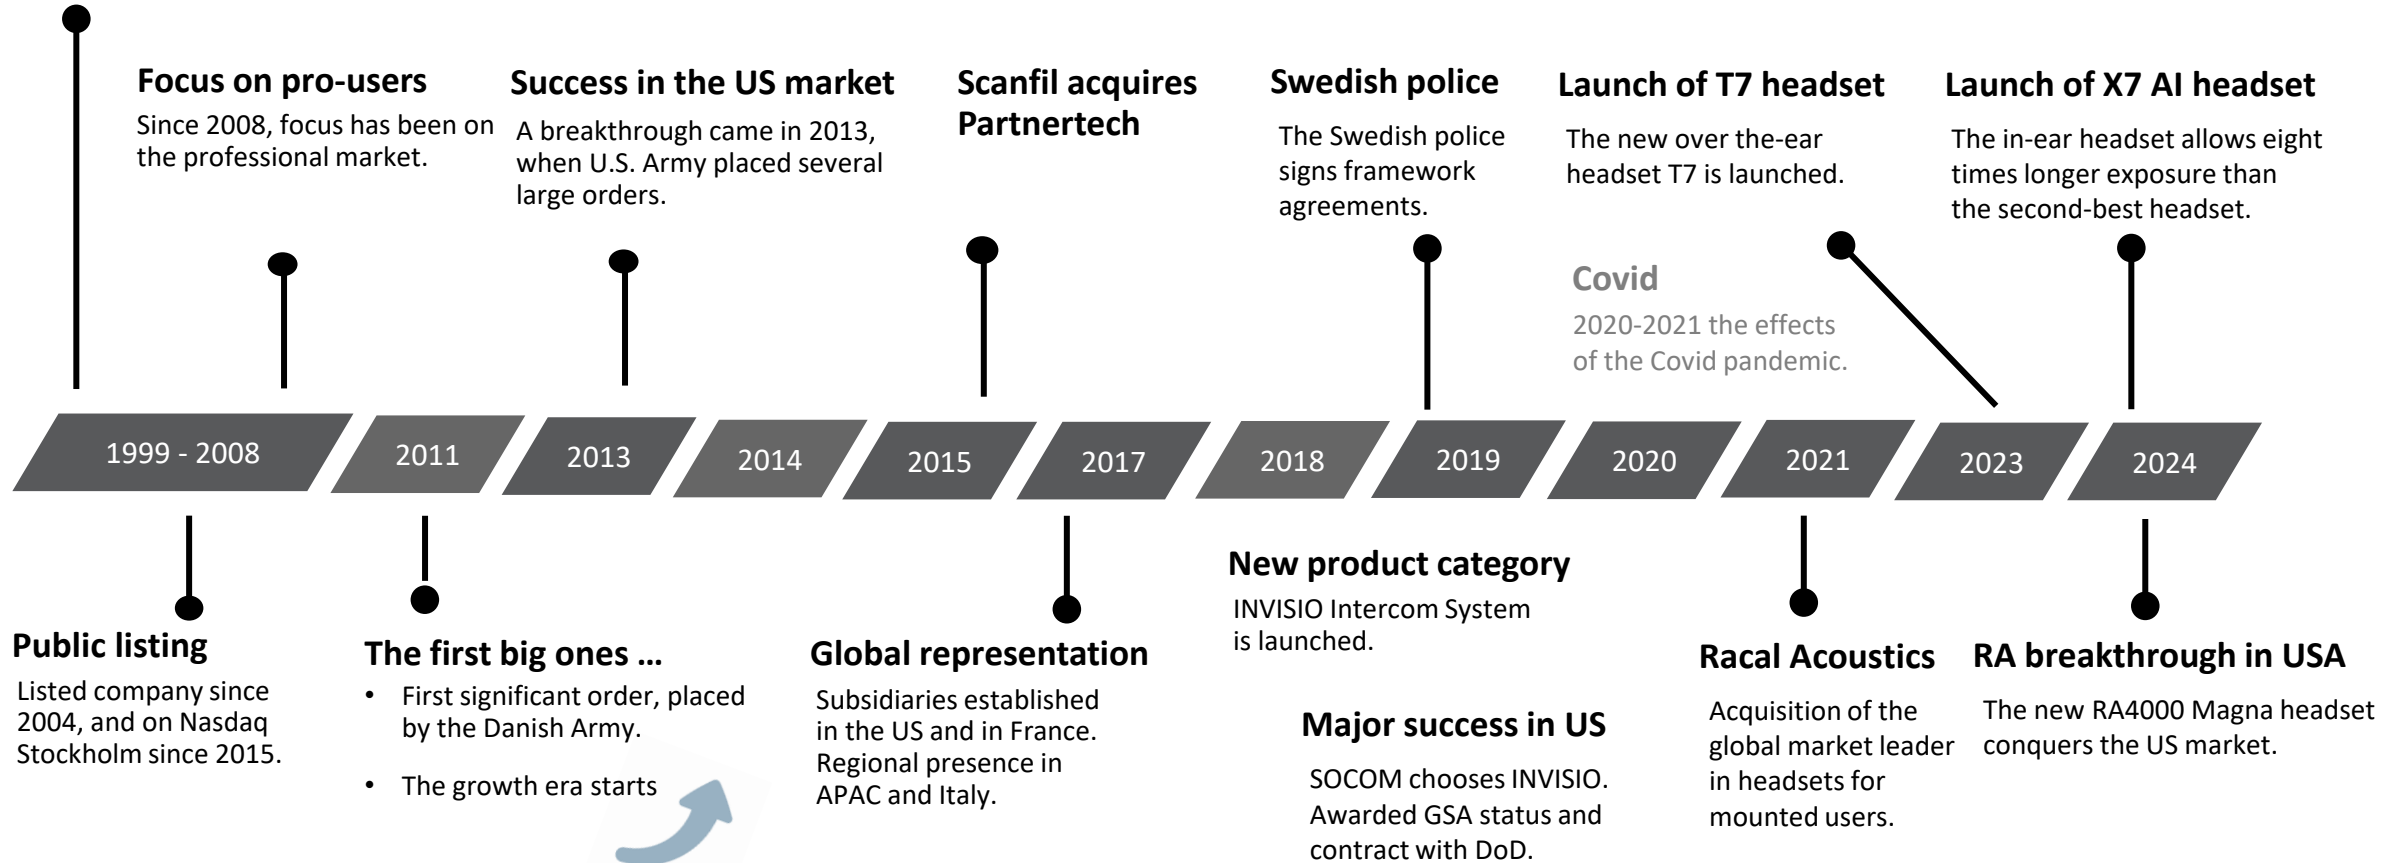 Focus on pro-users
Since 2008, focus has been on
the professional market.
Success in the US market
A breakthrough came in 2013,
when U.S. Army placed several
large orders.
Scanfil acquires
Partnertech
Swedish police
The Swedish police
signs framework
agreements.
Launch of T7 headset
The new over the-ear
headset T7 is launched.
Launch of X7 AI headset
The in-ear headset allows eight
times longer exposure than
the second-best headset.
Covid
2020-2021 the effects
of the Covid pandemic.
1999 - 2008
2011
2013
2014
2015
2017
2018
2019
2020
2021
2023
2024
Public listing
Listed company since
2004, and on Nasdaq
Stockholm since 2015.
The first big ones ...
• First significant order, placed
by the Danish Army.
• The growth era starts
Global representation
Subsidiaries established
in the US and in France.
Regional presence in
APAC and Italy.
New product category
INVISIO Intercom System
is launched.
Major success in US
SOCOM chooses INVISIO.
Awarded GSA status and
contract with DoD.
Racal Acoustics
Acquisition of the
global market leader
in headsets for
mounted users.
RA breakthrough in USA
The new RA4000 Magna headset
conquers the US market.